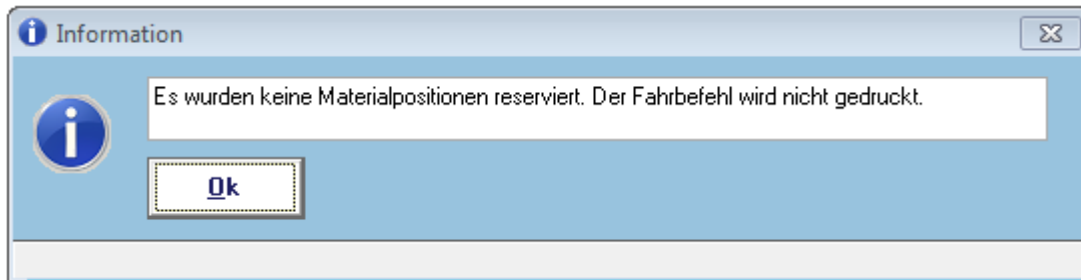 Information
Es wurden keine Materialpositionen reserviert. Der Fahrbefehl wird nicht gedruckt.
Ok